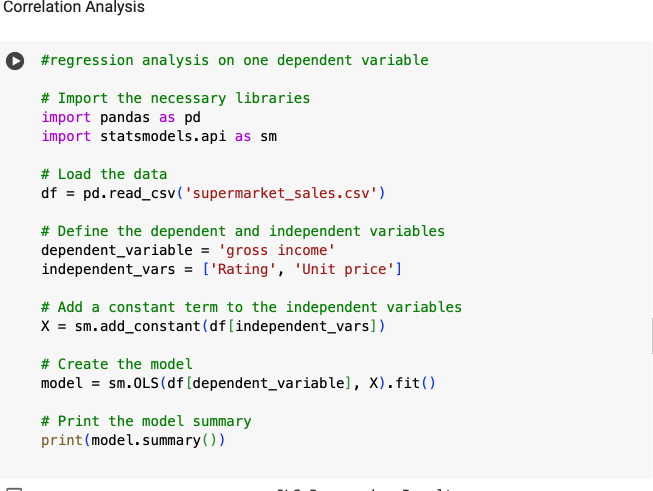 Correlation Analysis
#regression analysis on one dependent variable
# Import the necessary libraries
import pandas as pd
import statsmodels.api as sm
# Load the data
df = pd.read_csv('supermarket_sales.csv')
# Define the dependent and independent variables
dependent_variable = 'gross income'
independent_vars = ['Rating', 'Unit price']
# Add a constant term to the independent variables
X = sm.add_constant(df[independent_vars])
# Create the model
model = sm.OLS(df[dependent_variable], X).fit()
# Print the model summary
print(model.summary())